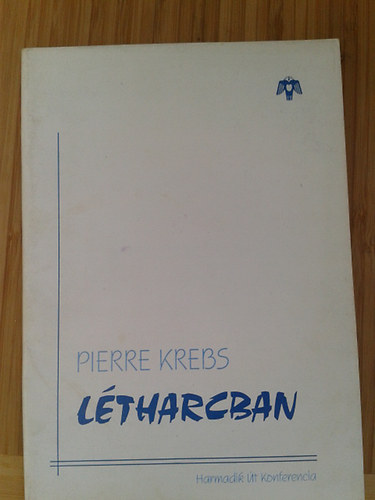 PIERRE KREBS
LÉTHARCBAN
Harmadik Út Konferencia